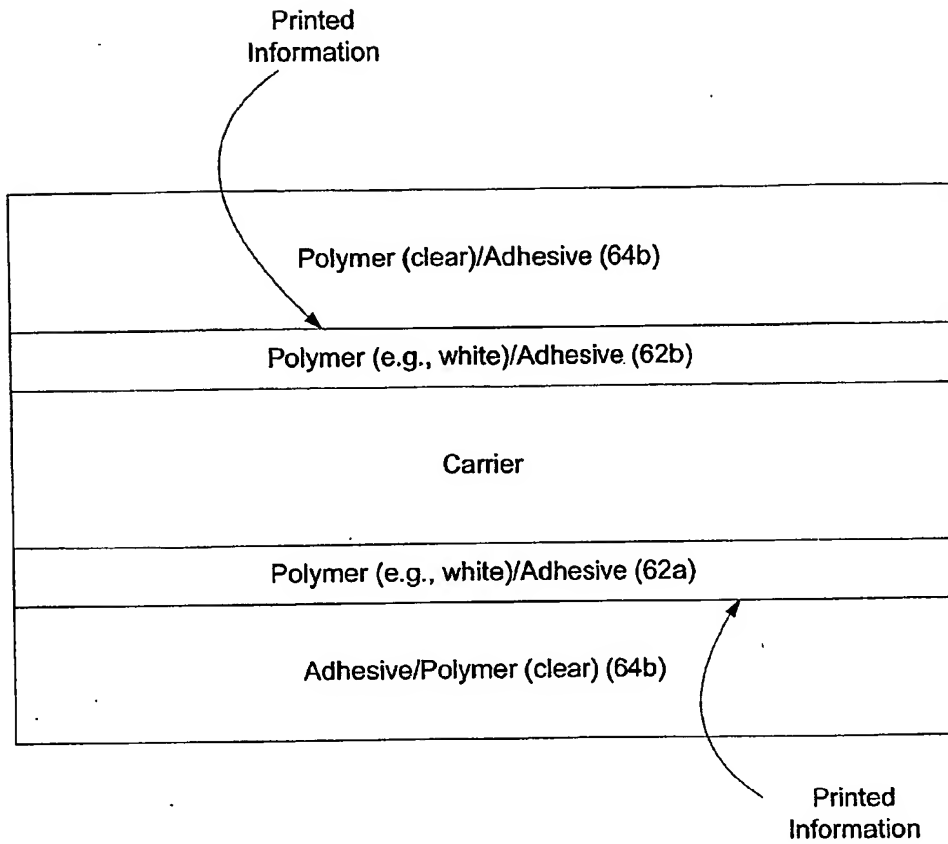 Printed
Information
Polymer (clear)/Adhesive (64b)
Polymer (e.g., white)/Adhesive (62b)
Carrier
Polymer (e.g., white)/Adhesive (62a)
Adhesive/Polymer (clear) (64b)
Printed
Information